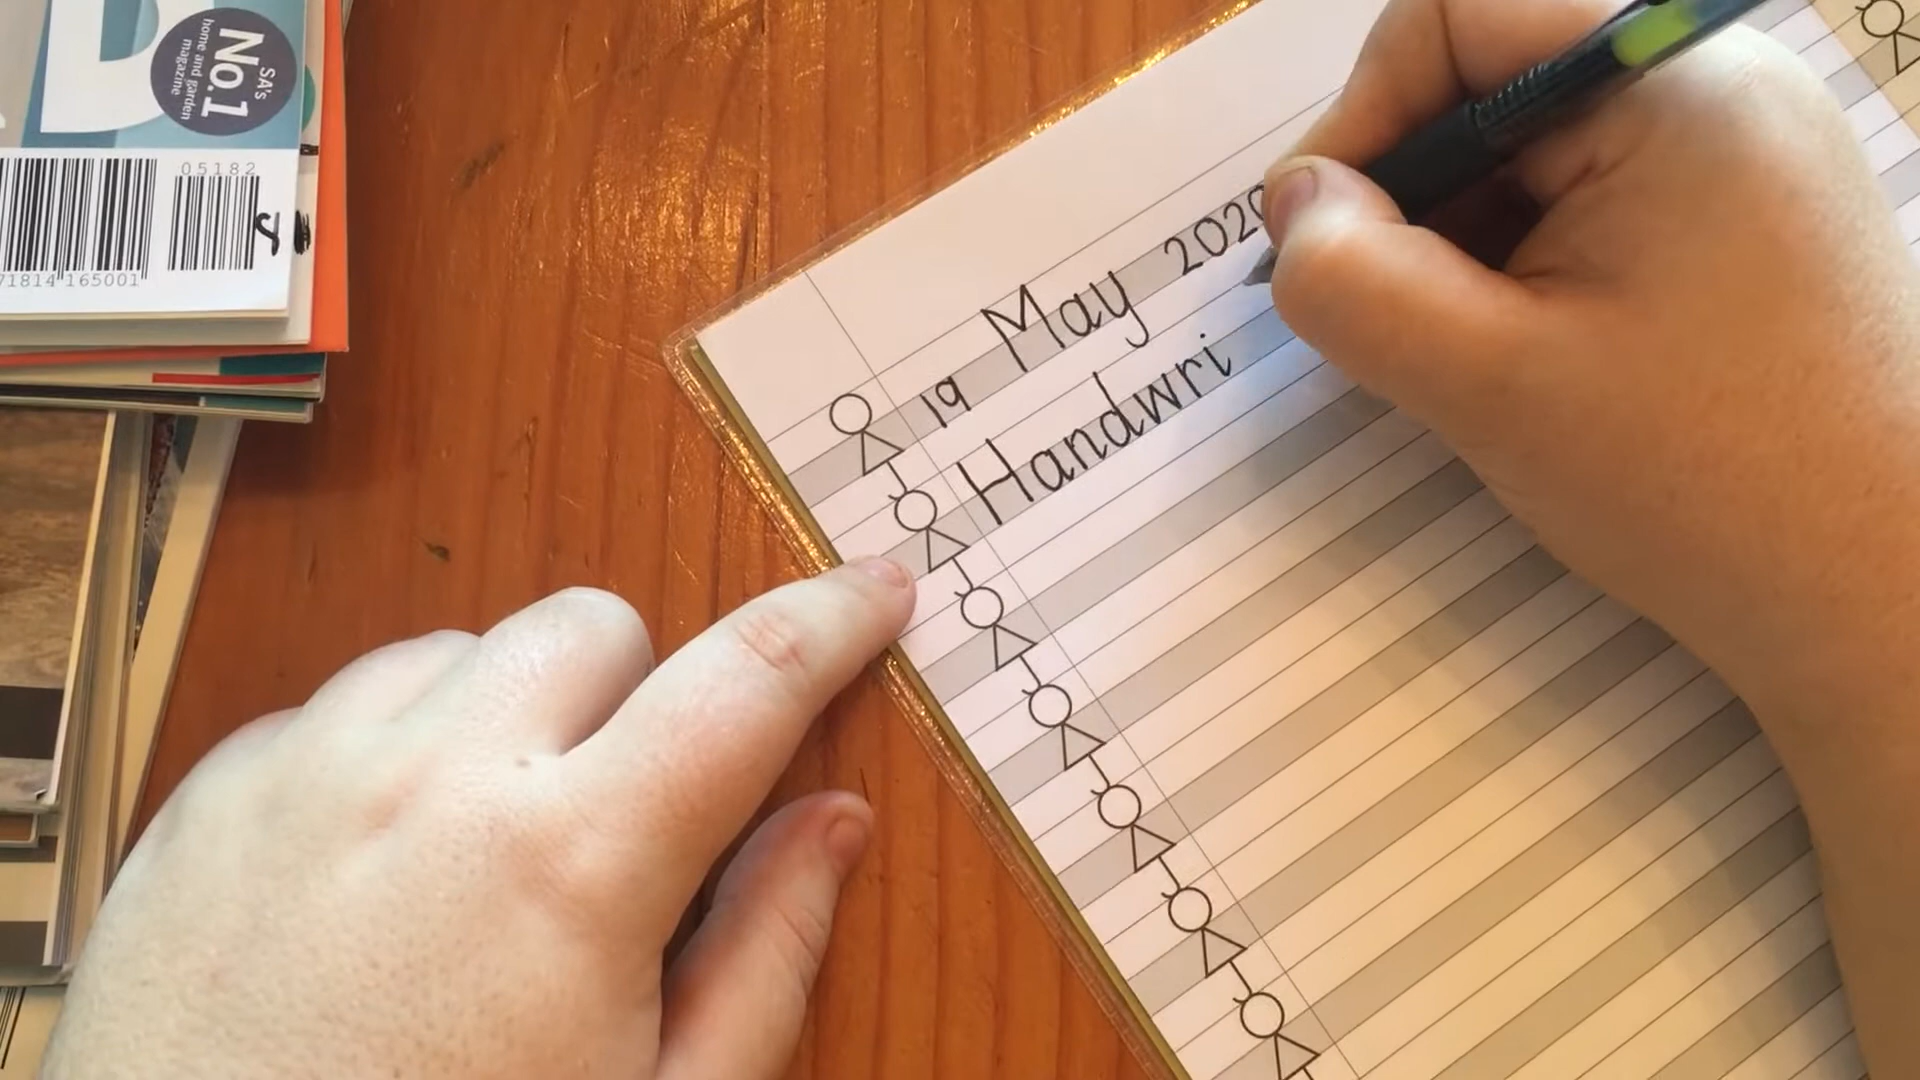 SA's
No.1
home and garden
magazine
05182
71814 165001
19 May 2020
Handwri